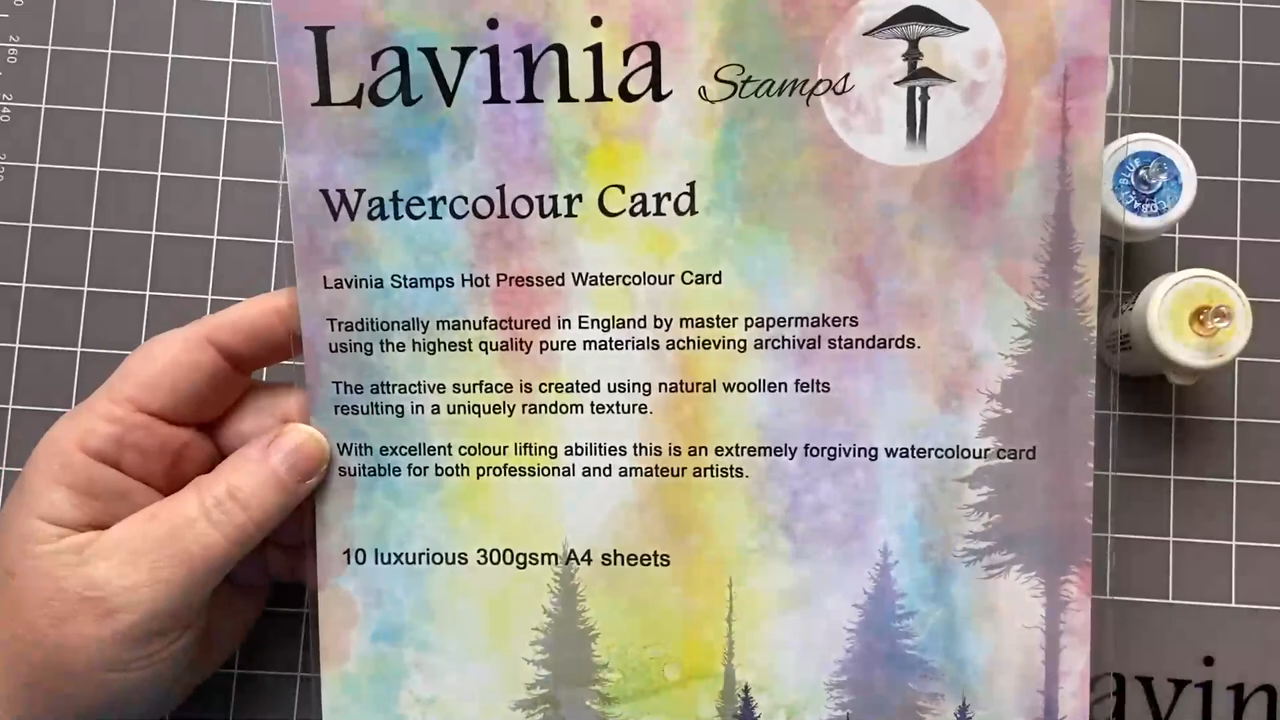 Lavinia Stamps
Watercolour Card
Lavinia Stamps Hot Pressed Watercolour Card
Traditionally manufactured in England by master papermakers
using the highest quality pure materials achieving archival standards.
The attractive surface is created using natural woollen felts
resulting in a uniquely random texture.
With excellent colour lifting abilities this is an extremely forgiving watercolour card
suitable for both professional and amateur artists.
10 luxurious 300gsm A4 sheets
260
240
BLUE
avin